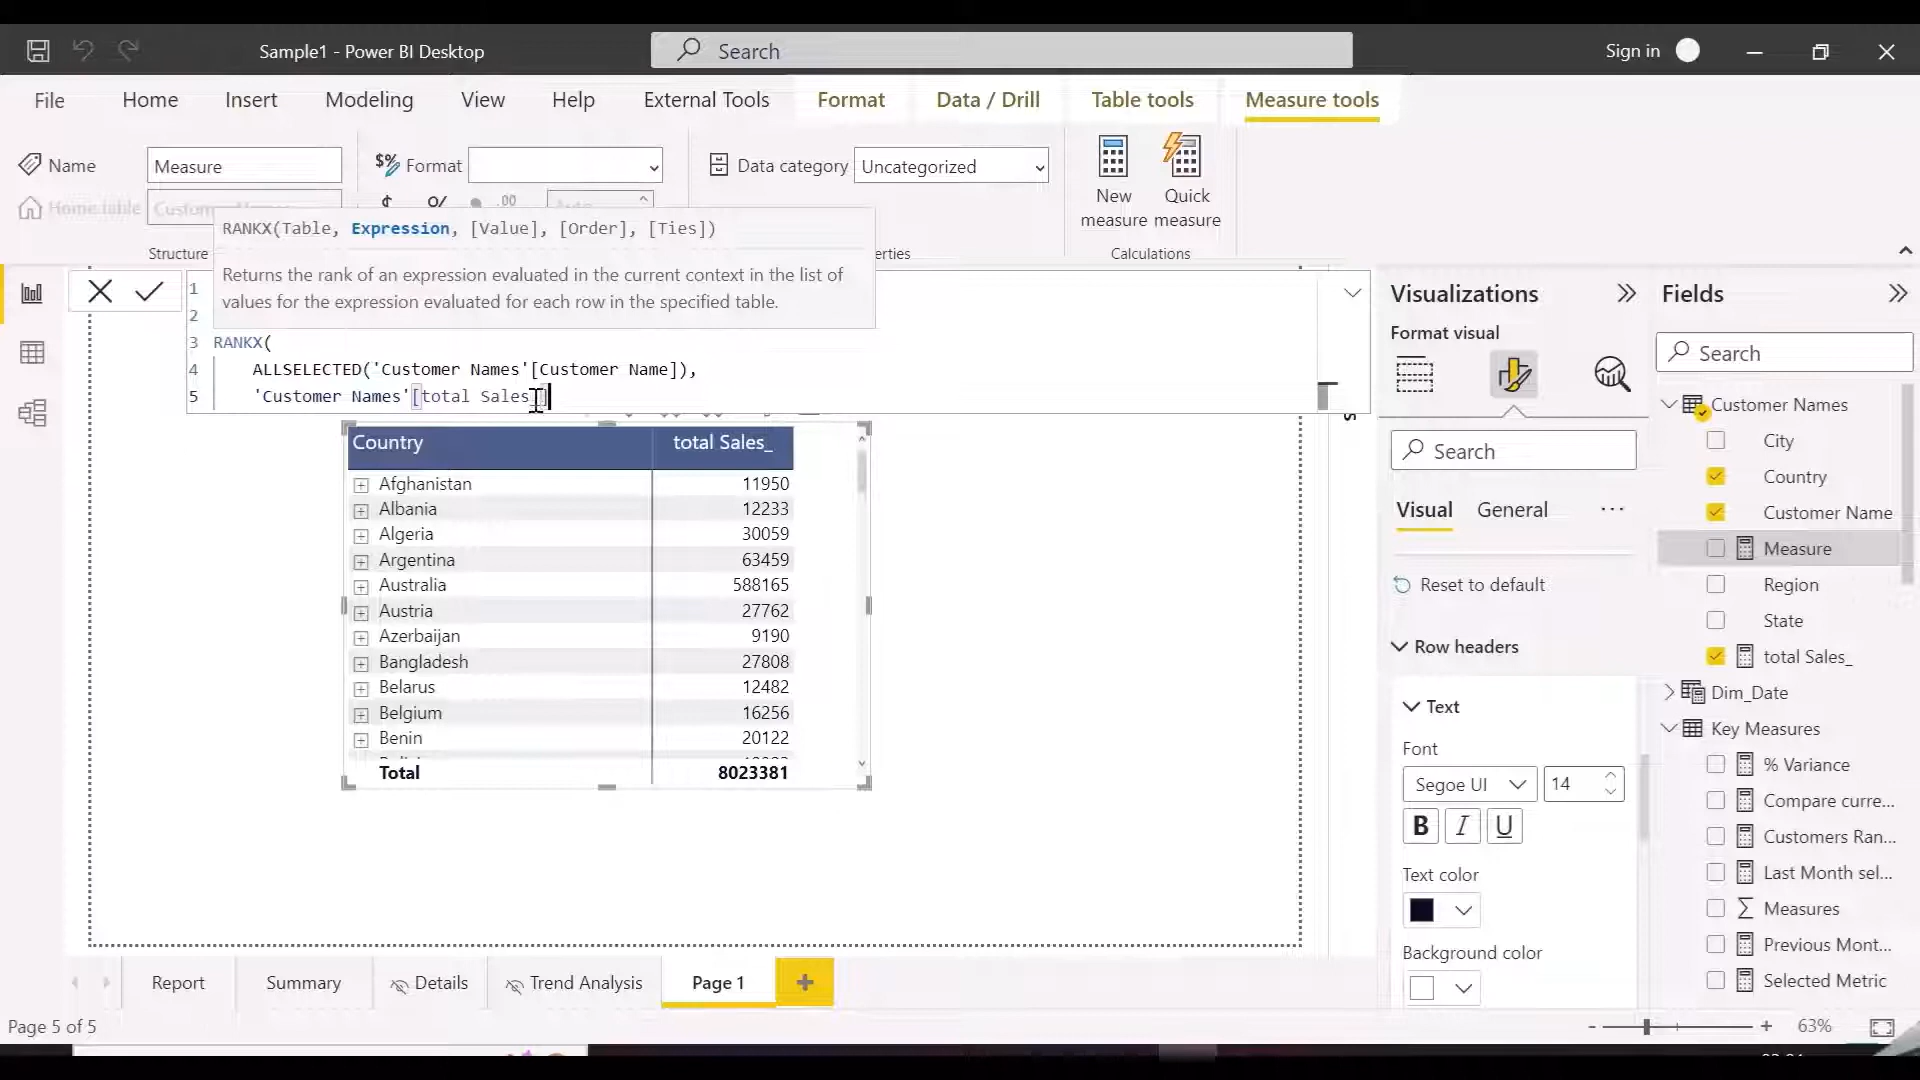 Sample1 - Power BI Desktop
Search
Sign in
File
Home
Insert
Modeling
View
Help
External Tools
Format
Data / Drill
Table tools
Measure tools
Name
Measure
$% Format
Data category
Uncategorized
Home table
New measure
Quick measure
Structure
Calculations
RANKX(Table, Expression, [Value], [Order], [Ties])
Returns the rank of an expression evaluated in the current context in the list of
values for the expression evaluated for each row in the specified table.
1
2
3 RANKX(
4 ALLSELECTED('Customer Names'[Customer Name]),
5 'Customer Names'[total Sales_]
Country total Sales_
Afghanistan 11950
Albania 12233
Algeria 30059
Argentina 63459
Australia 588165
Austria 27762
Azerbaijan 9190
Bangladesh 27808
Belarus 12482
Belgium 16256
Benin 20122
Total 8023381
Visualizations
Format visual
Search
Visual
General
...
Reset to default
Row headers
Text
Font
Segoe UI
14
B
I
U
Text color
Background color
Fields
Search
Customer Names
City
Country
Customer Name
Measure
Region
State
total Sales_
Dim_Date
Key Measures
% Variance
Compare curre...
Customers Ran...
Last Month sel...
Measures
Previous Mont...
Selected Metric
Report
Summary
Details
Trend Analysis
Page 1
+
Page 5 of 5
- + 63%